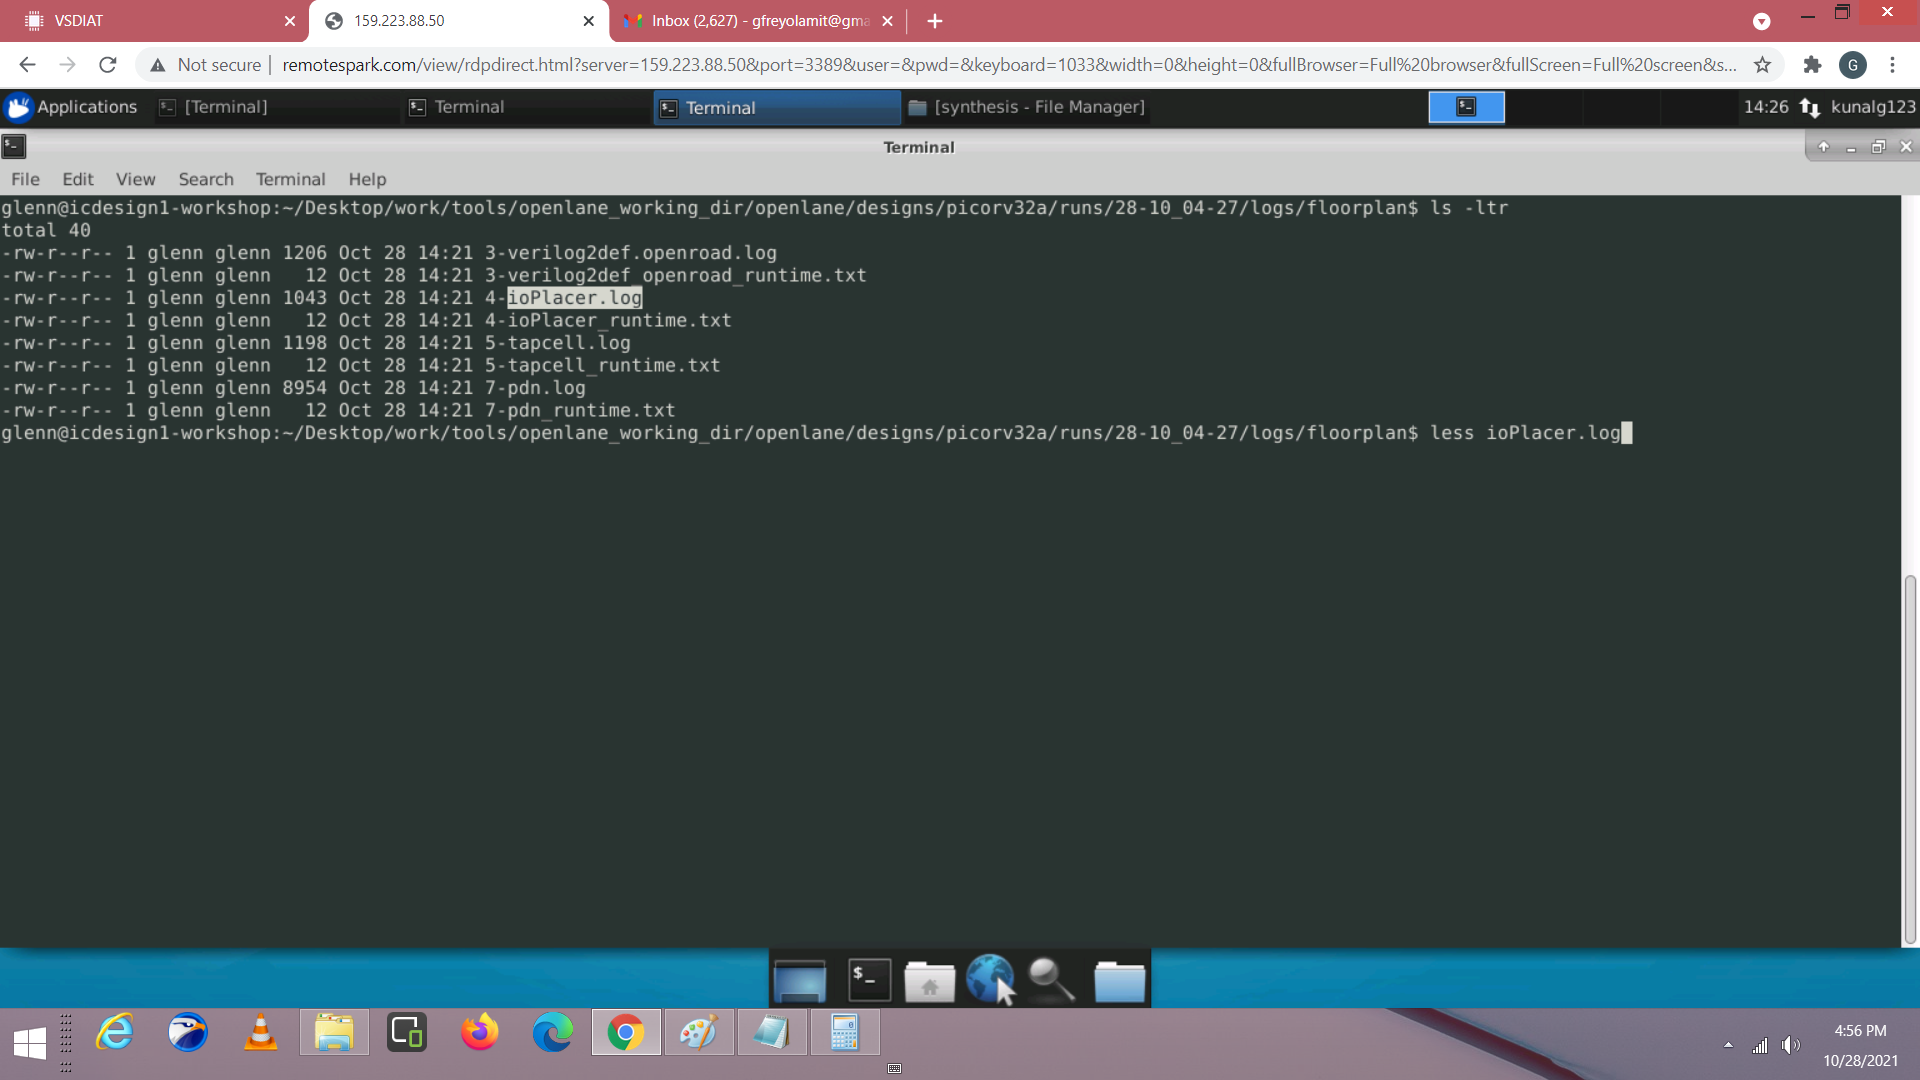 VSDIAT
159.223.88.50
Inbox (2,627) - gfreyolamit@gma
Not secure | remotespark.com/view/rdpdirect.html?server=159.223.88.50&port=3389&user=&pwd=&keyboard=1033&width=0&height=0&fullBrowser=Full%20browser&fullScreen=Full%20screen&s...
G
Applications
[Terminal]
Terminal
Terminal
[synthesis - File Manager]
14:26
kunalg123
Terminal
File Edit View Search Terminal Help
glenn@icdesign1-workshop:~/Desktop/work/tools/openlane_working_dir/openlane/designs/picorv32a/runs/28-10_04-27/logs/floorplan$ ls -ltr
total 40
-rw-r--r-- 1 glenn glenn 1206 Oct 28 14:21 3-verilog2def.openroad.log
-rw-r--r-- 1 glenn glenn   12 Oct 28 14:21 3-verilog2def_openroad_runtime.txt
-rw-r--r-- 1 glenn glenn 1043 Oct 28 14:21 4-ioPlacer.log
-rw-r--r-- 1 glenn glenn   12 Oct 28 14:21 4-ioPlacer_runtime.txt
-rw-r--r-- 1 glenn glenn 1198 Oct 28 14:21 5-tapcell.log
-rw-r--r-- 1 glenn glenn   12 Oct 28 14:21 5-tapcell_runtime.txt
-rw-r--r-- 1 glenn glenn 8954 Oct 28 14:21 7-pdn.log
-rw-r--r-- 1 glenn glenn   12 Oct 28 14:21 7-pdn_runtime.txt
glenn@icdesign1-workshop:~/Desktop/work/tools/openlane_working_dir/openlane/designs/picorv32a/runs/28-10_04-27/logs/floorplan$ less ioPlacer.log
4:56 PM
10/28/2021